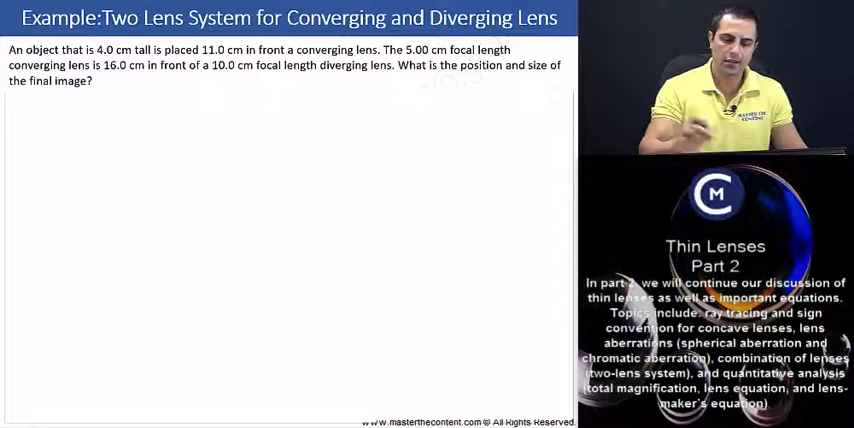 Example:Two Lens System for Converging and Diverging Lens
An object that is 4.0 cm tall is placed 11.0 cm in front a converging lens. The 5.00 cm focal length
converging lens is 16.0 cm in front of a 10.0 cm focal length diverging lens. What is the position and size of
the final image?
www.masterthecontent.com © All Rights Reserved.
MASTER THE
CONTENT
CM
Thin Lenses
Part 2
In part 2, we will continue our discussion of
thin lenses as well as important equations.
Topics include: ray tracing and sign
convention for concave lenses, lens
aberrations (spherical aberration and
chromatic aberration), combination of lenses
(two-lens system), and quantitative analysis
(total magnification, lens equation, and lens-
maker's equation)